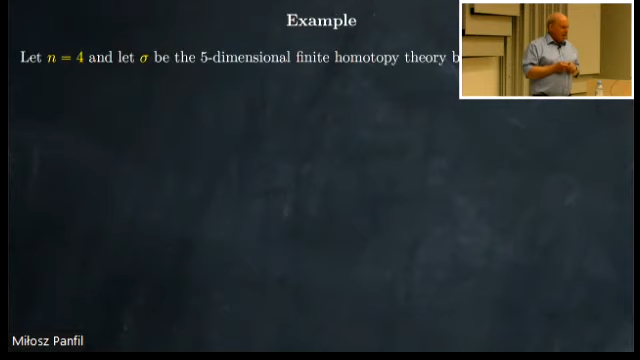 Example
Let n = 4 and let σ be the 5-dimensional finite homotopy theory
Miłosz Panfil